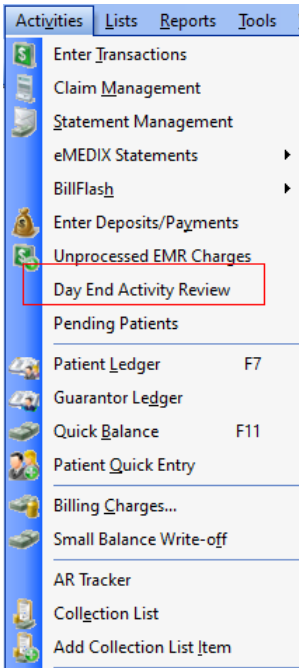 Activities Lists Reports Tools
Enter Transactions
Claim Management
Statement Management
eMEDIX Statements
BillFlash
Enter Deposits/Payments
Unprocessed EMR Charges
Day End Activity Review
Pending Patients
Patient Ledger F7
Guarantor Ledger
Quick Balance F11
Patient Quick Entry
Billing Charges...
Small Balance Write-off
AR Tracker
Collection List
Add Collection List Item